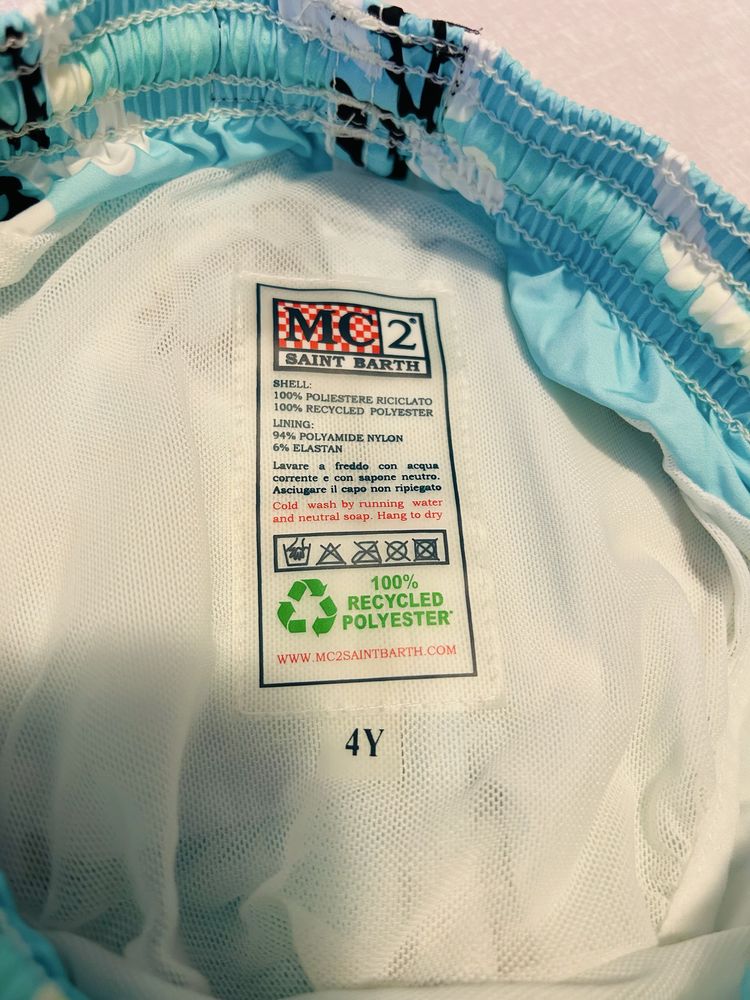 MC2®
SAINT BARTH
SHELL:
100% POLIESTERE RICICLATO
100% RECYCLED POLYESTER
LINING:
94% POLYAMIDE NYLON
6% ELASTAN
Lavare a freddo con acqua
corrente e con sapone neutro.
Asciugare il capo non ripiegato
Cold wash by running water
and neutral soap. Hang to dry
100%
RECYCLED
POLYESTER*
WWW.MC2SAINTBARTH.COM
4Y